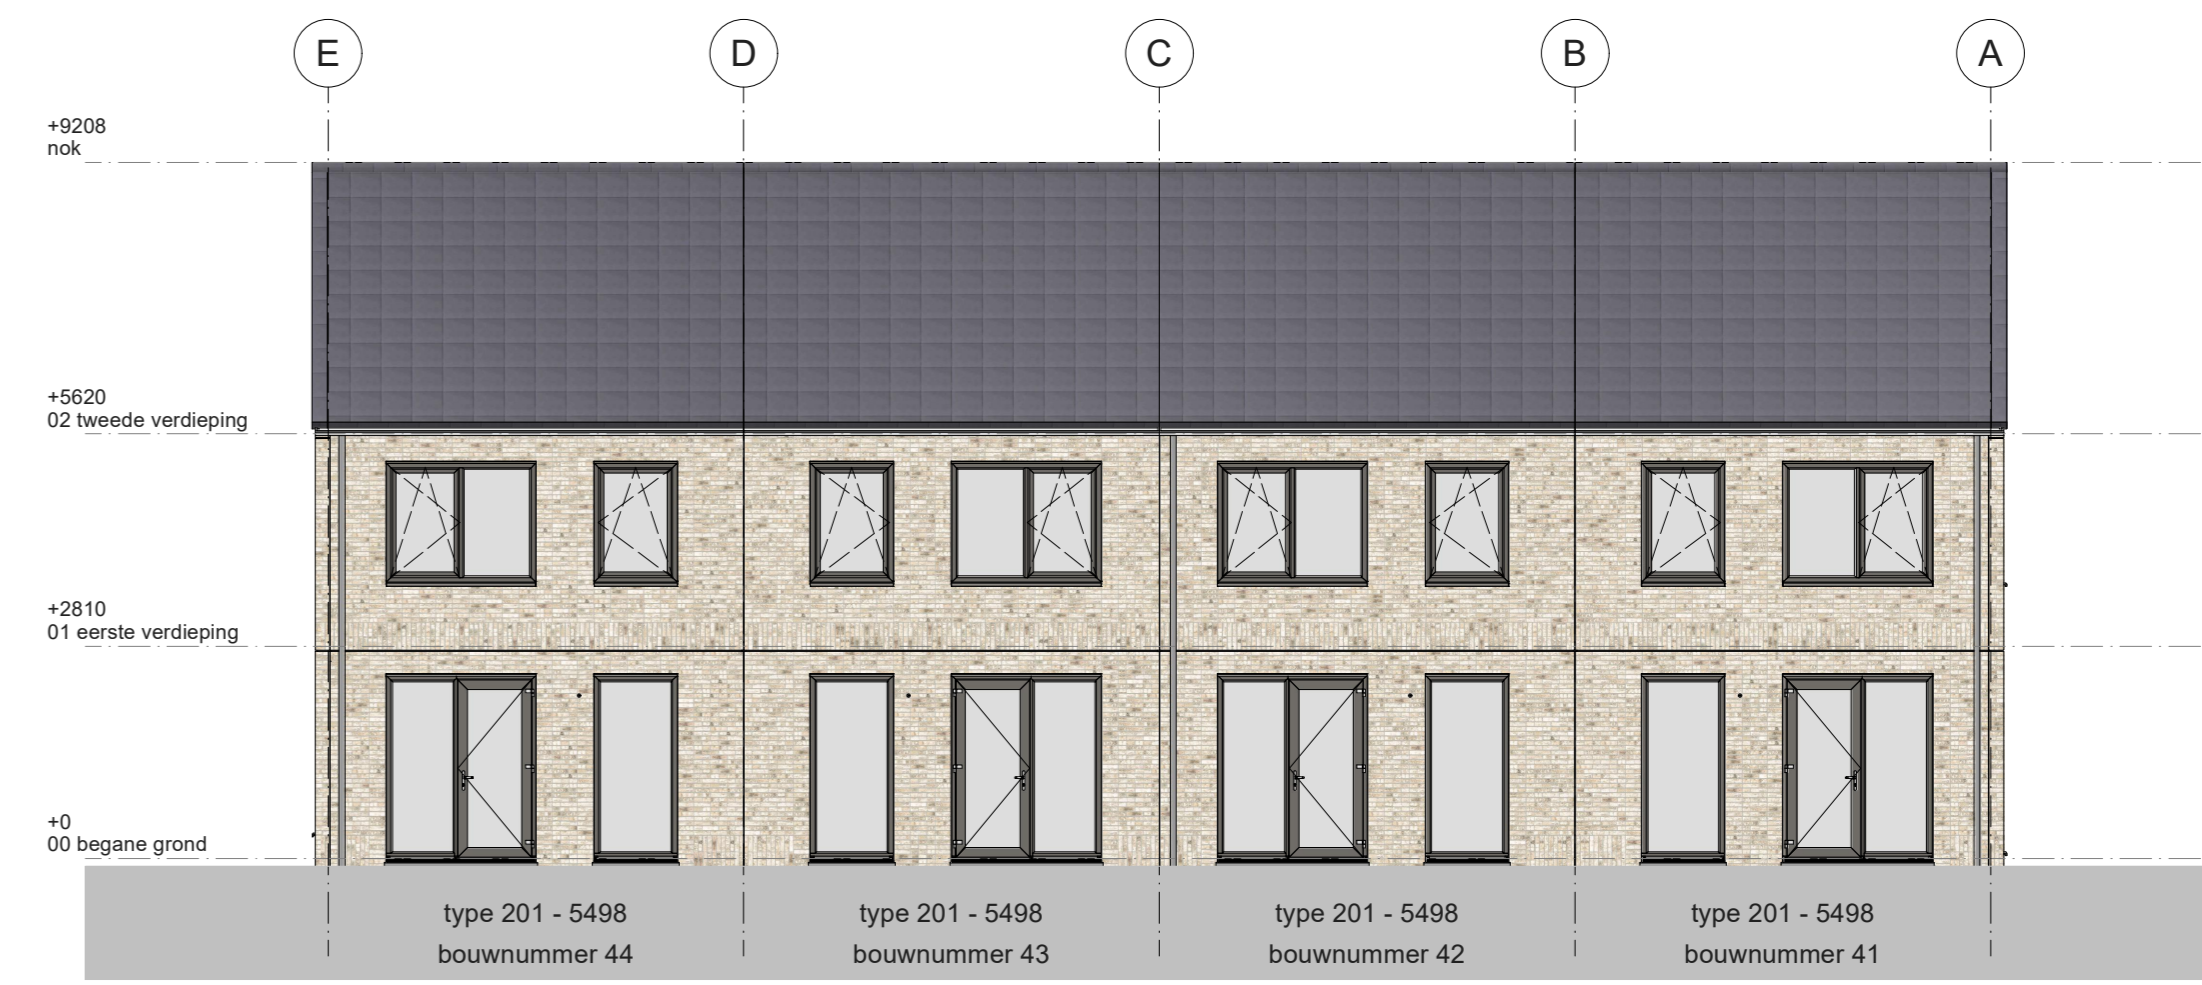 E
D
C
B
A
+9208
nok
+5620
02 tweede verdieping
+2810
01 eerste verdieping
+0
00 begane grond
type 201 - 5498
bouwnummer 44
type 201 - 5498
bouwnummer 43
type 201 - 5498
bouwnummer 42
type 201 - 5498
bouwnummer 41